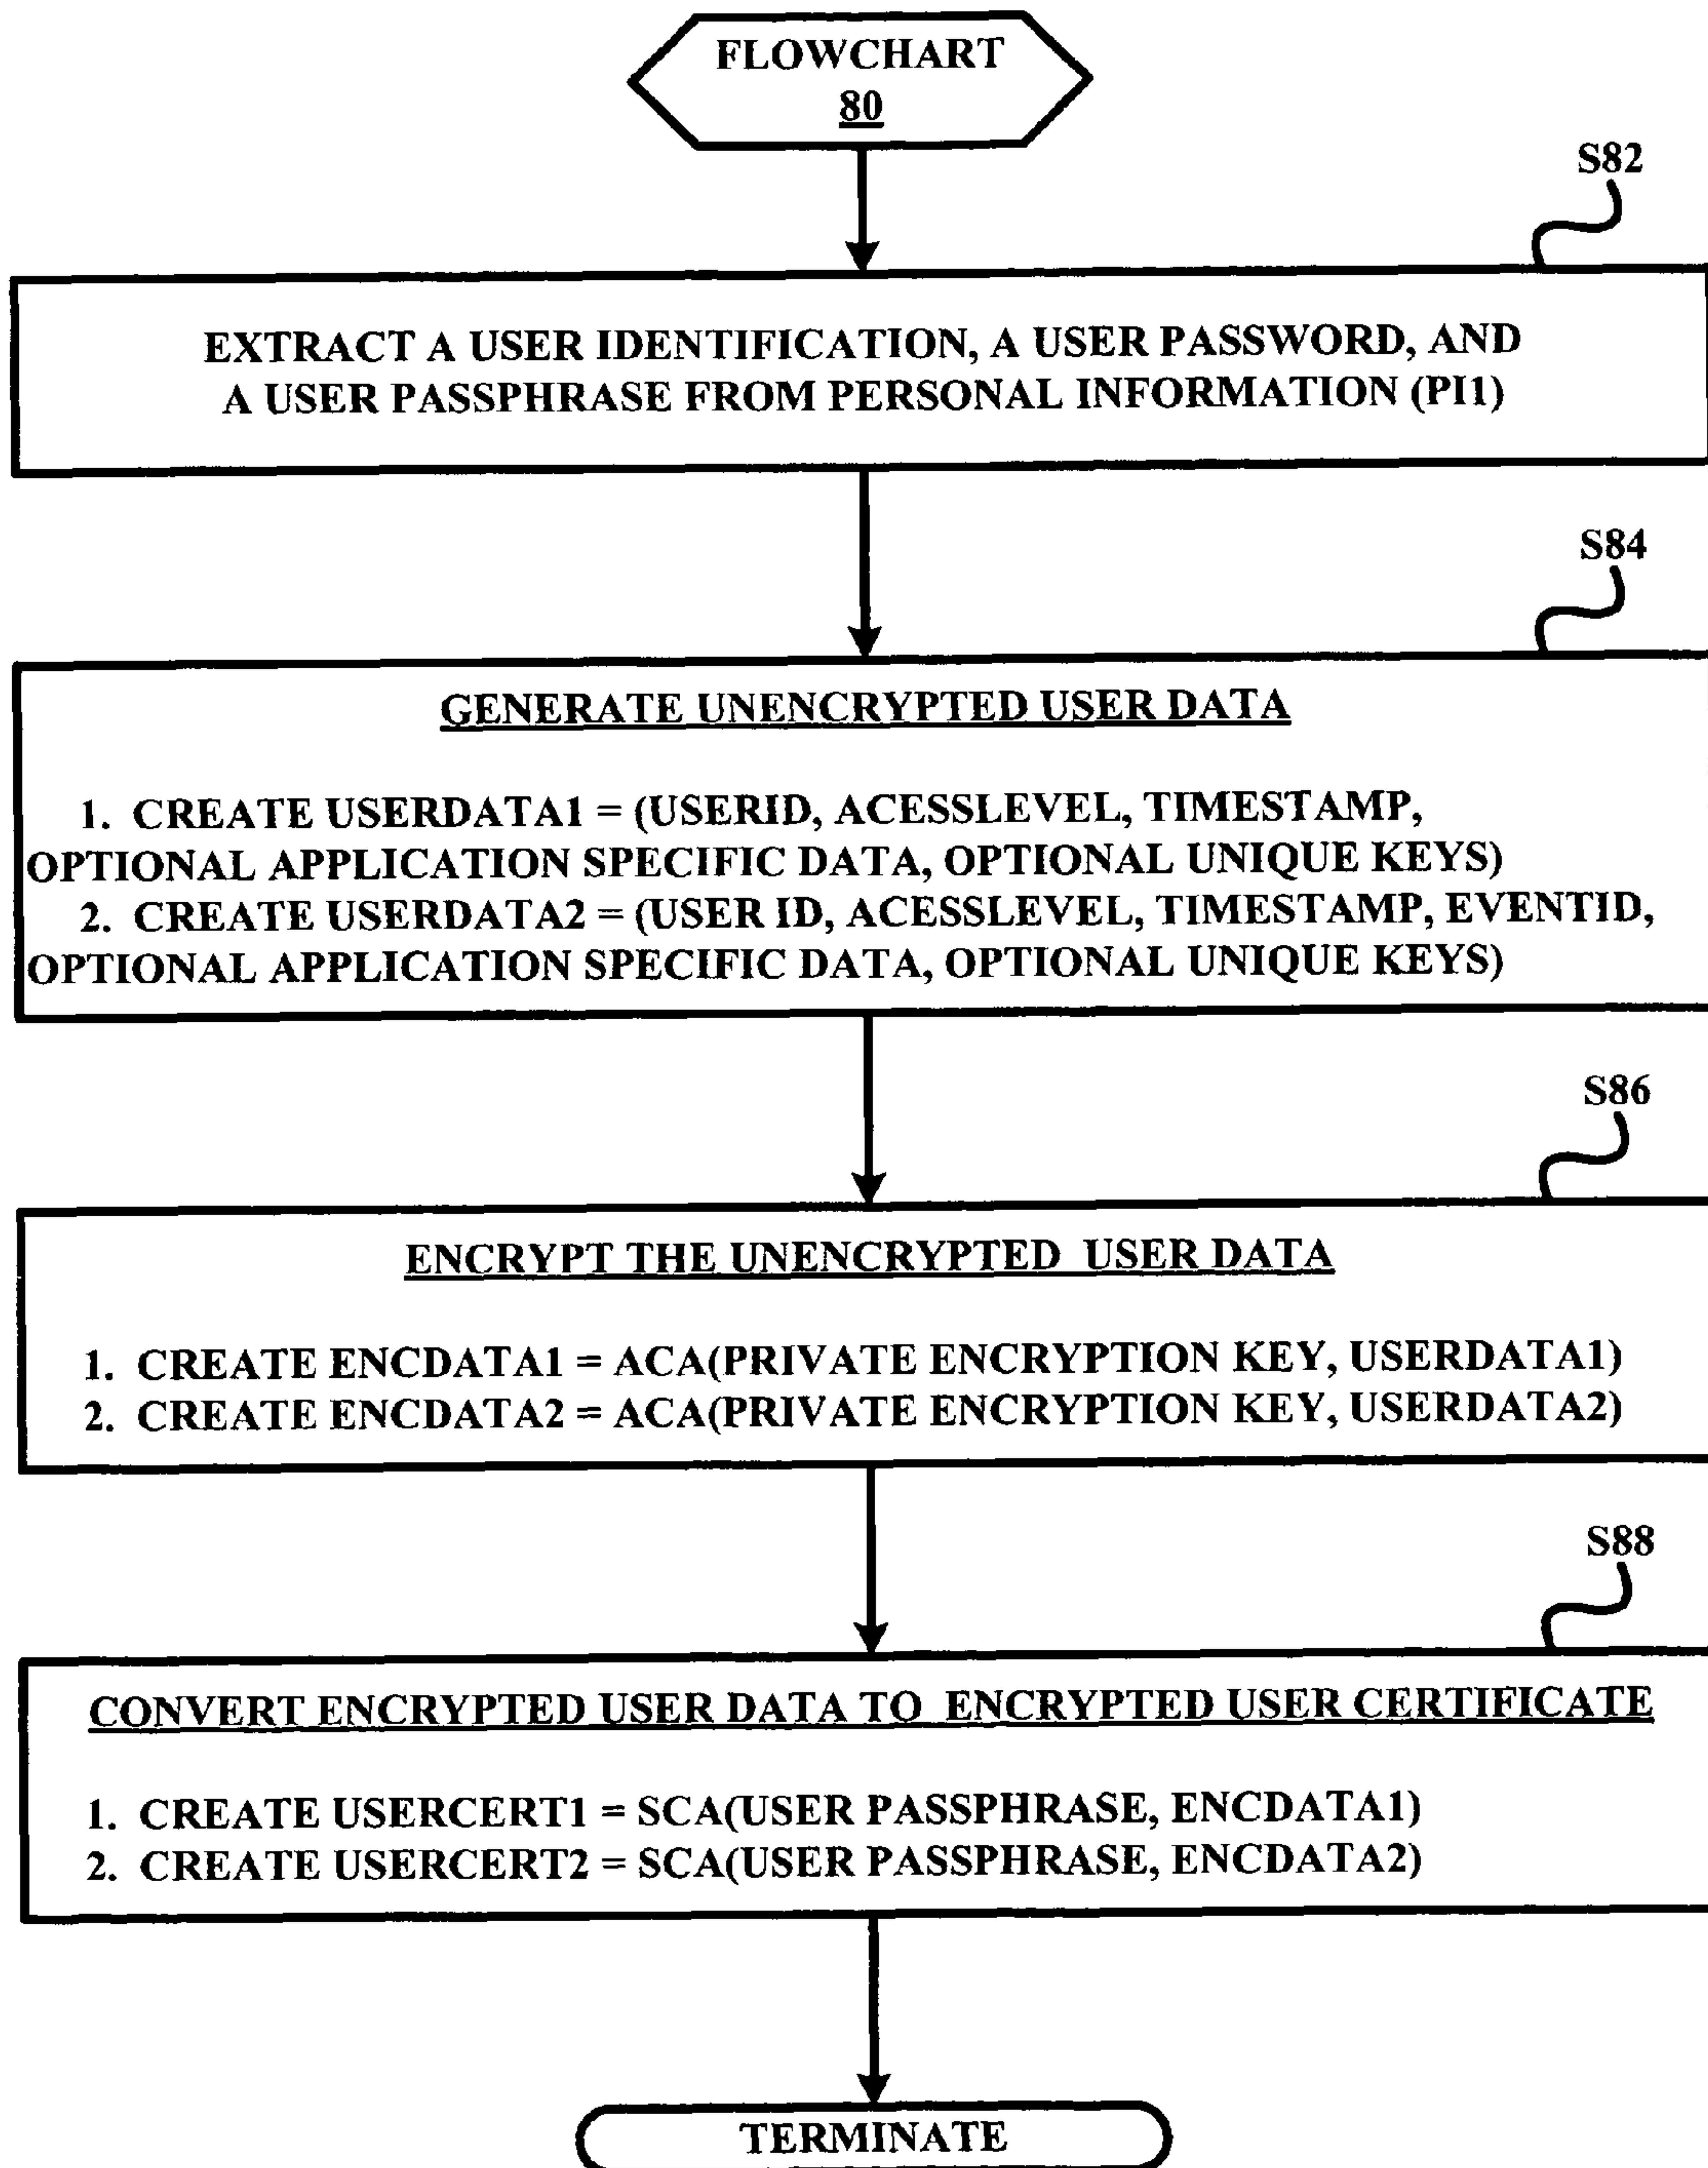 FLOWCHART
80
S82
EXTRACT A USER IDENTIFICATION, A USER PASSWORD, AND
A USER PASSPHRASE FROM PERSONAL INFORMATION (PI1)
S84
GENERATE UNENCRYPTED USER DATA
1. CREATE USERDATA1 = (USERID, ACESSLEVEL, TIMESTAMP,
OPTIONAL APPLICATION SPECIFIC DATA, OPTIONAL UNIQUE KEYS)
2. CREATE USERDATA2 = (USER ID, ACESSLEVEL, TIMESTAMP, EVENTID,
OPTIONAL APPLICATION SPECIFIC DATA, OPTIONAL UNIQUE KEYS)
S86
ENCRYPT THE UNENCRYPTED USER DATA
1. CREATE ENCDATA1 = ACA(PRIVATE ENCRYPTION KEY, USERDATA1)
2. CREATE ENCDATA2 = ACA(PRIVATE ENCRYPTION KEY, USERDATA2)
S88
CONVERT ENCRYPTED USER DATA TO ENCRYPTED USER CERTIFICATE
1. CREATE USERCERT1 = SCA(USER PASSPHRASE, ENCDATA1)
2. CREATE USERCERT2 = SCA(USER PASSPHRASE, ENCDATA2)
TERMINATE